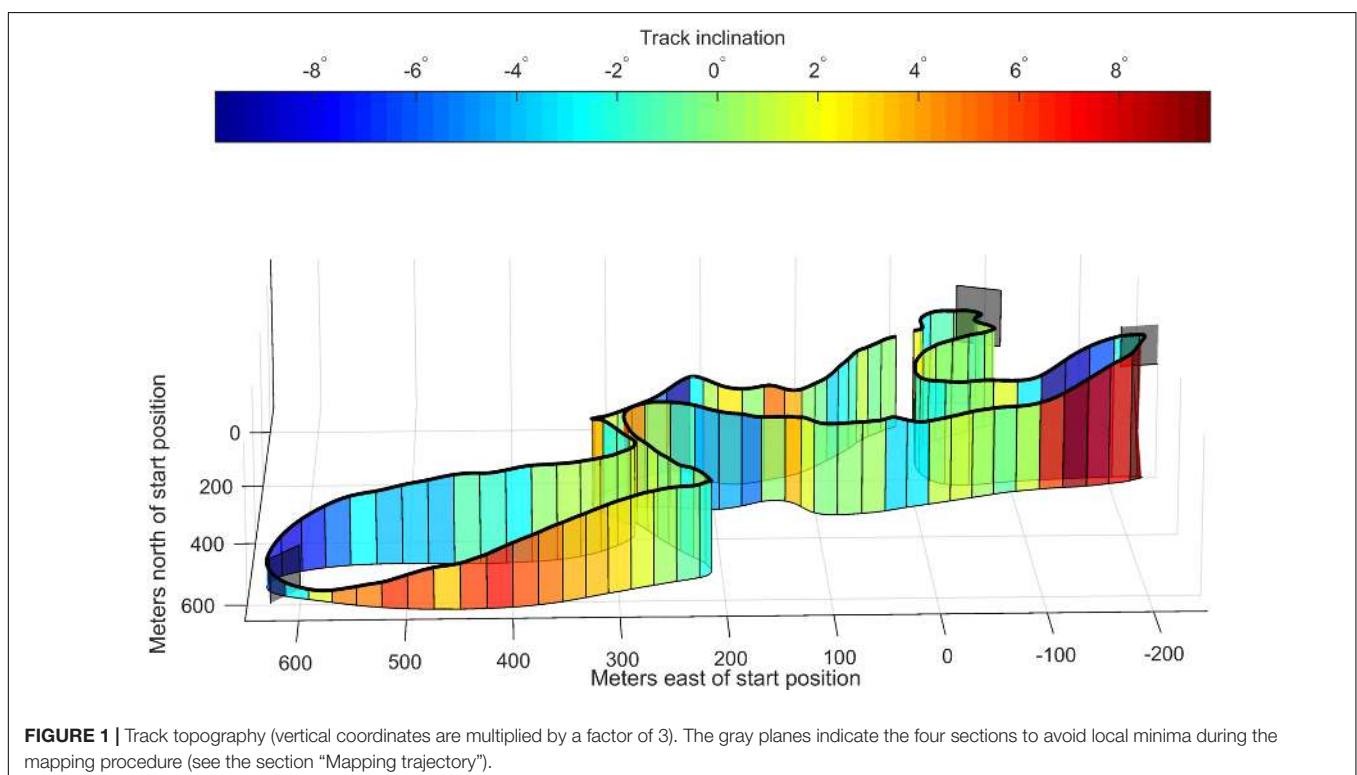 Track inclination
-8° -6° -4° -2° 0° 2° 4° 6° 8°
Meters north of start position
0
200
400
600
600 500 400 300 200 100 0 -100 -200
Meters east of start position
FIGURE 1 | Track topography (vertical coordinates are multiplied by a factor of 3). The gray planes indicate the four sections to avoid local minima during the
mapping procedure (see the section “Mapping trajectory”).